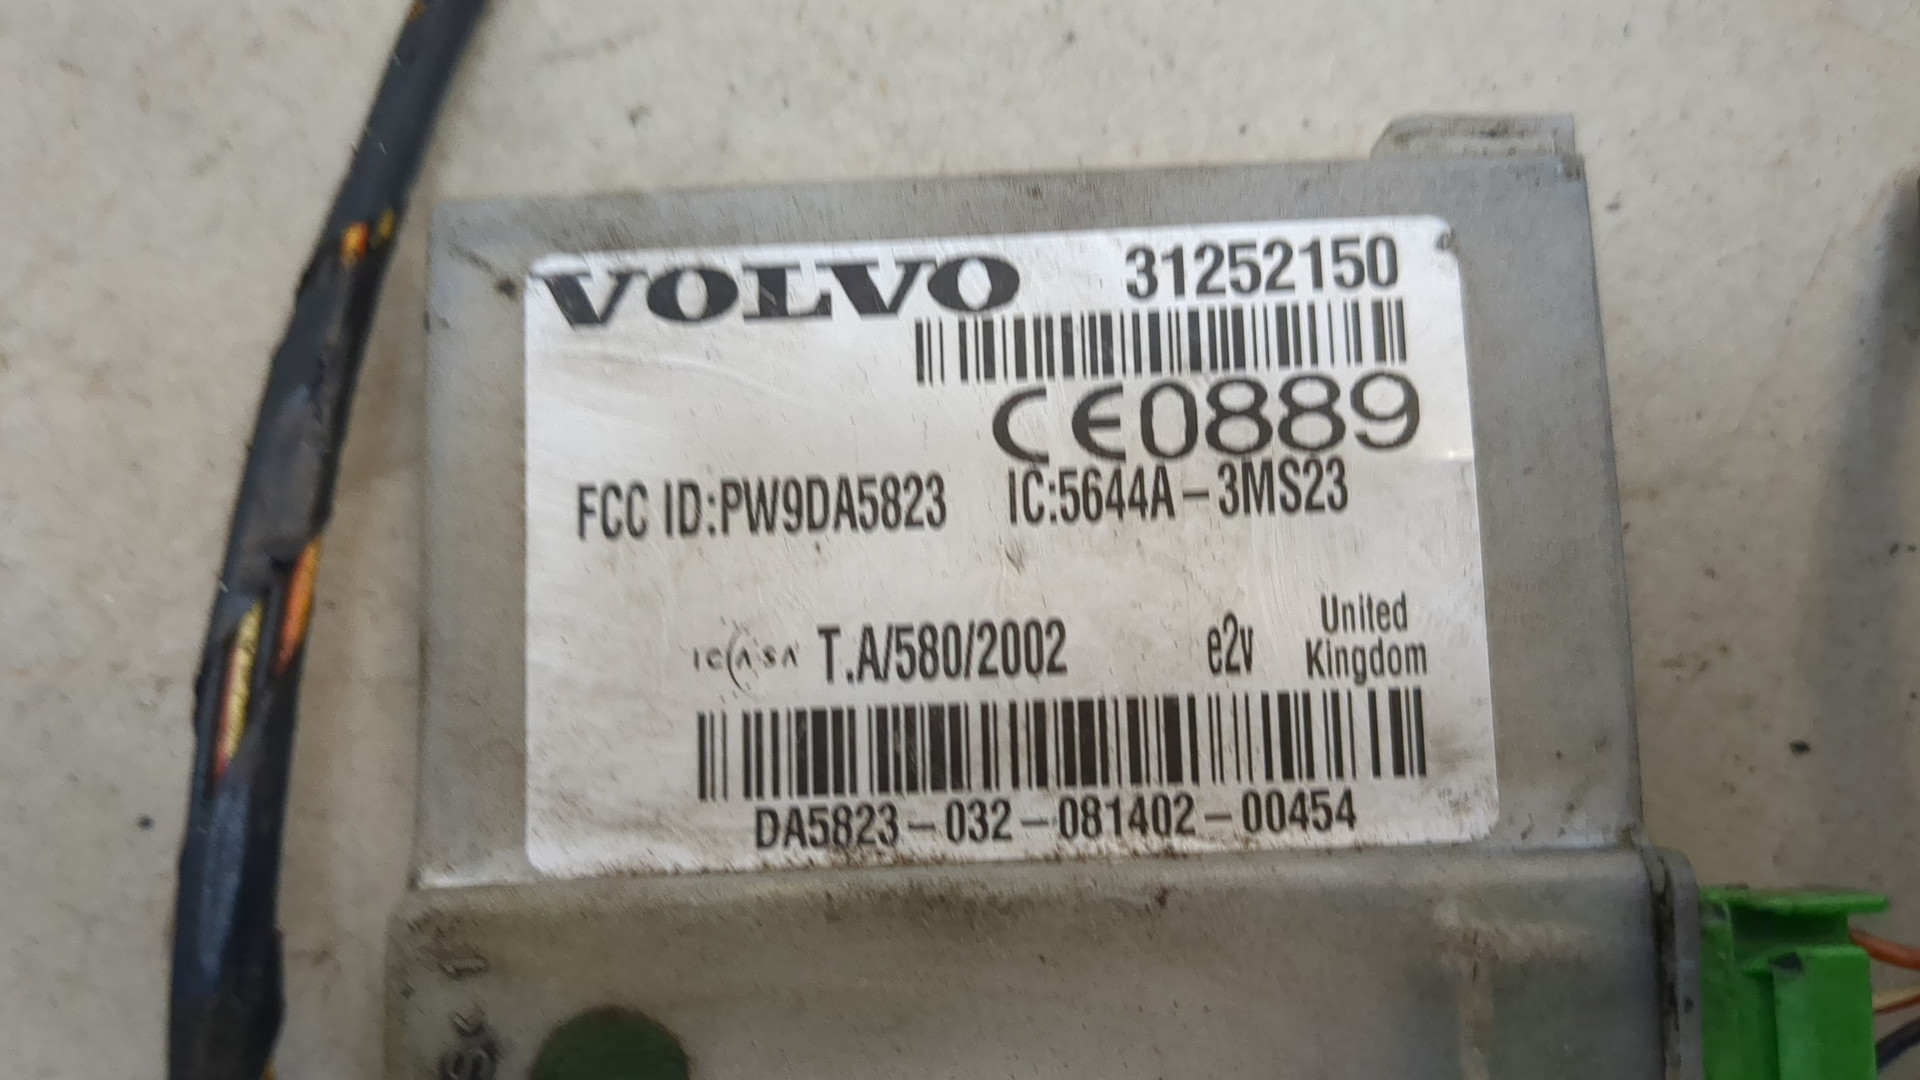 VOLVO 31252150
CE0889
FCC ID:PW9DA5823 IC:5644A-3MS23
ICASA T.A/580/2002 e2v United Kingdom
DA5823-032-081402-00454